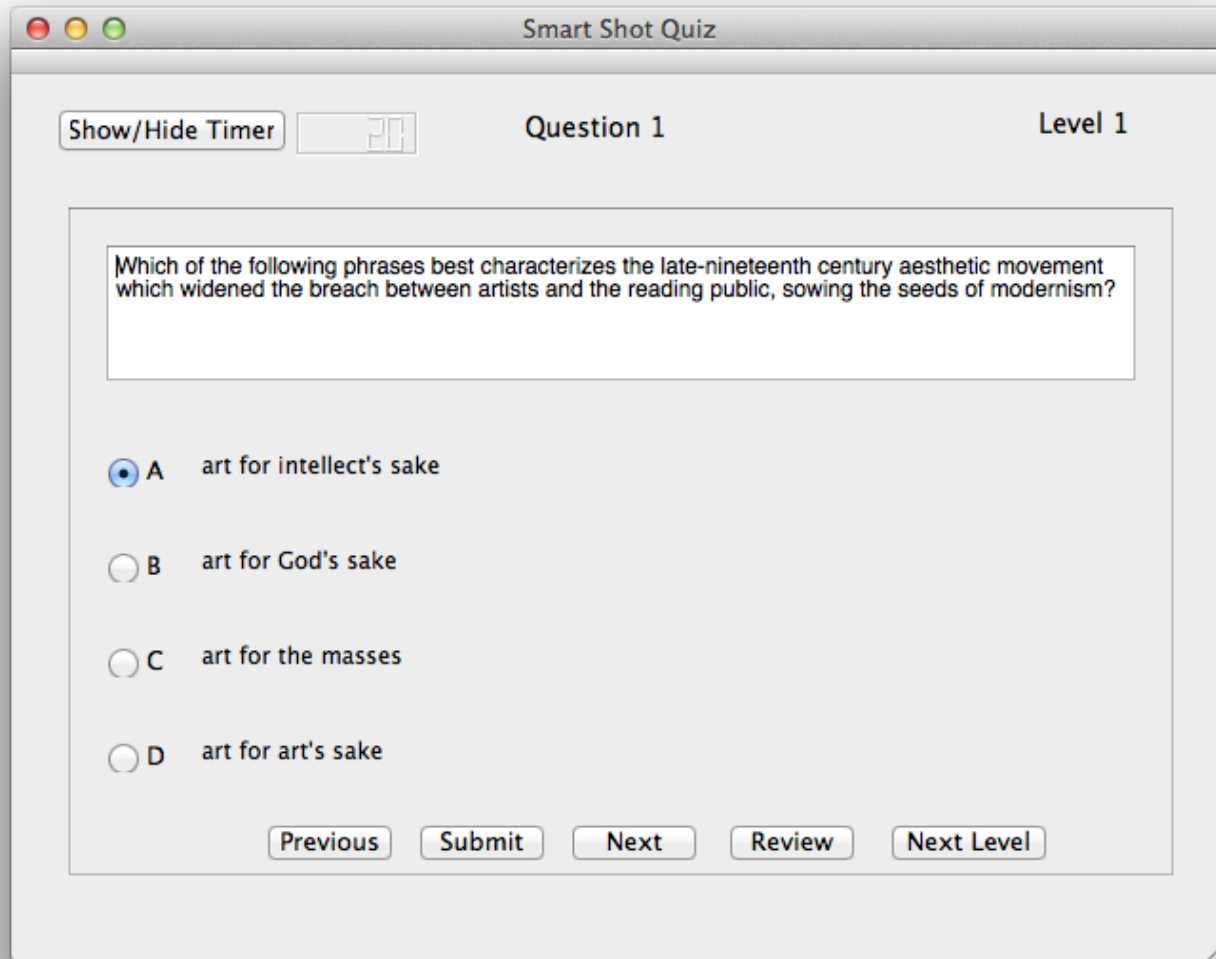 Smart Shot Quiz
Show/Hide Timer
20
Question 1
Level 1
Which of the following phrases best characterizes the late-nineteenth century aesthetic movement
which widened the breach between artists and the reading public, sowing the seeds of modernism?
A art for intellect's sake
B art for God's sake
C art for the masses
D art for art's sake
Previous Submit Next Review Next Level